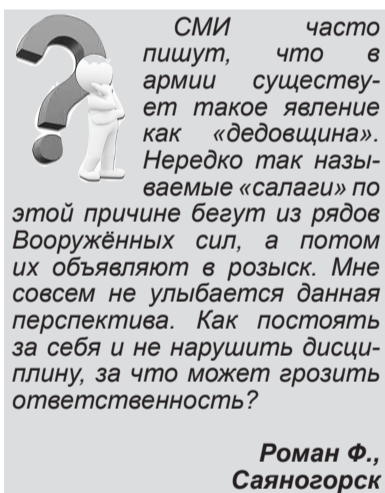 СМИ часто
пишут, что в
армии существу-
ет такое явление
как «дедовщина».
Нередко так назы-
ваемые «салаги» по
этой причине бегут из рядов
Вооружённых сил, а потом
их объявляют в розыск. Мне
совсем не улыбается данная
перспектива. Как постоять
за себя и не нарушить дисци-
плину, за что может грозить
ответственность?
Роман Ф.,
Саяногорск